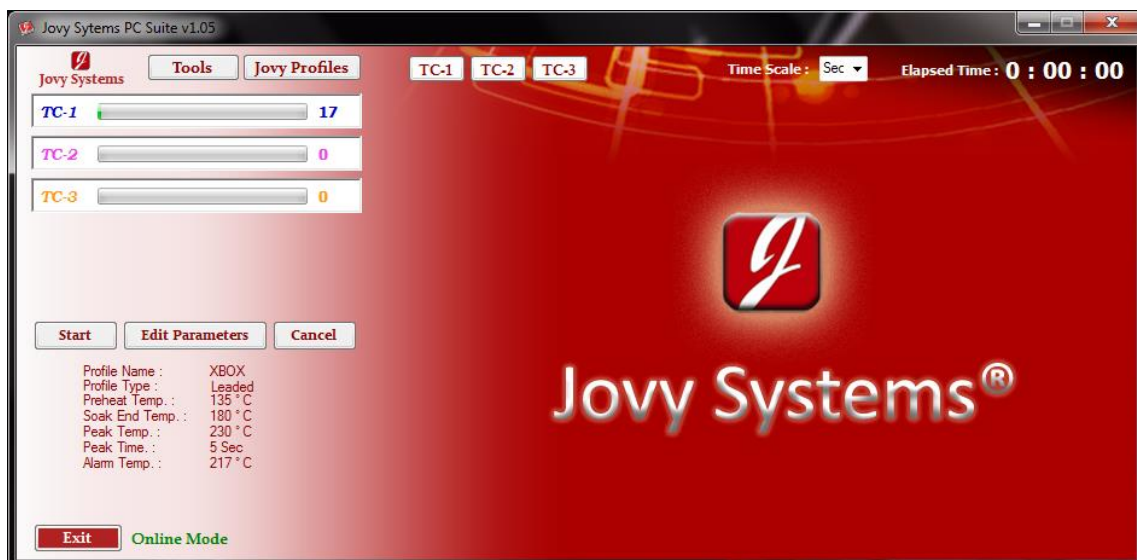 Jovy Sytems PC Suite v1.05
Jovy Systems
Tools
Jovy Profiles
TC-1 TC-2 TC-3
Time Scale : Sec
Elapsed Time : 0 : 00 : 00
TC-1 17
TC-2 0
TC-3 0
Jovy Systems®
Start
Edit Parameters
Cancel
Profile Name : XBOX
Profile Type : Leaded
Preheat Temp. : 135 ° C
Soak End Temp. : 180 ° C
Peak Temp. : 230 ° C
Peak Time. : 5 Sec
Alarm Temp. : 217 ° C
Exit
Online Mode